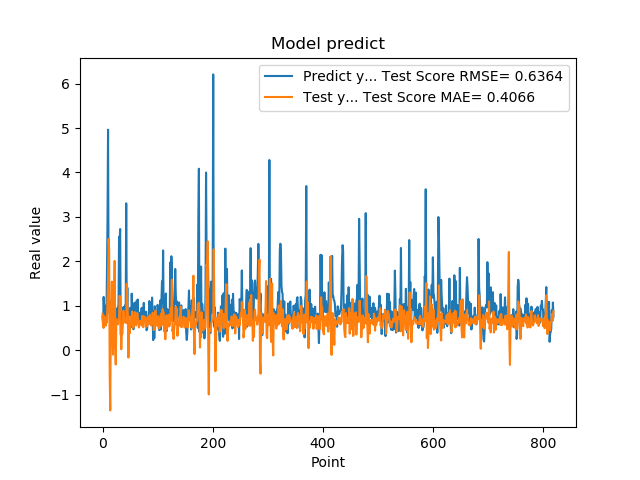 Model predict
Predict y... Test Score RMSE= 0.6364
Test y... Test Score MAE= 0.4066
Real value
6
5
4
3
2
1
0
−1
0 200 400 600 800
Point